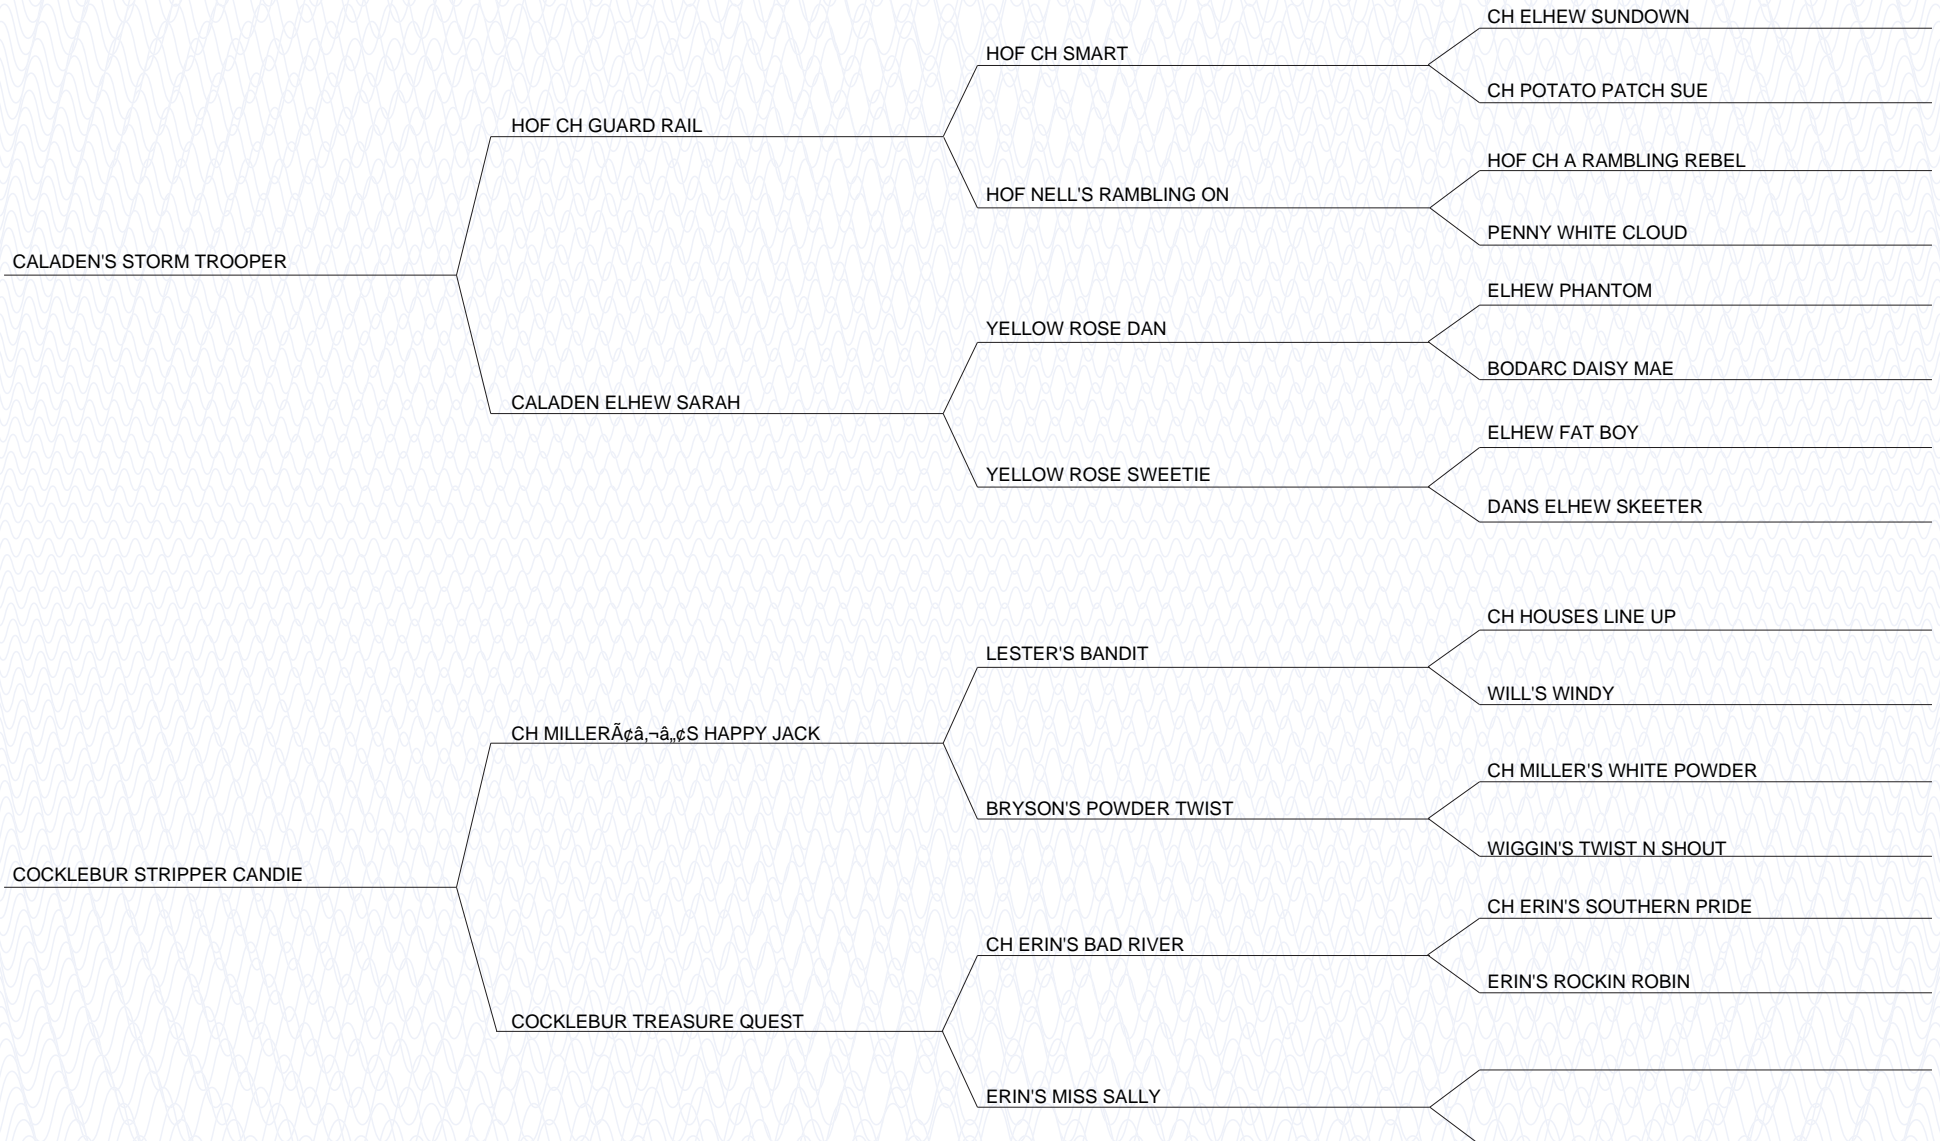 CH ELHEW SUNDOWN
HOF CH SMART
CH POTATO PATCH SUE
HOF CH GUARD RAIL
HOF CH A RAMBLING REBEL
HOF NELL'S RAMBLING ON
PENNY WHITE CLOUD
CALADEN'S STORM TROOPER
ELHEW PHANTOM
YELLOW ROSE DAN
BODARC DAISY MAE
CALADEN ELHEW SARAH
ELHEW FAT BOY
YELLOW ROSE SWEETIE
DANS ELHEW SKEETER
CH HOUSES LINE UP
LESTER'S BANDIT
WILL'S WINDY
CH MILLERÃ¢â‚¬â„¢S HAPPY JACK
CH MILLER'S WHITE POWDER
BRYSON'S POWDER TWIST
WIGGIN'S TWIST N SHOUT
COCKLEBUR STRIPPER CANDIE
CH ERIN'S SOUTHERN PRIDE
CH ERIN'S BAD RIVER
ERIN'S ROCKIN ROBIN
COCKLEBUR TREASURE QUEST
ERIN'S MISS SALLY